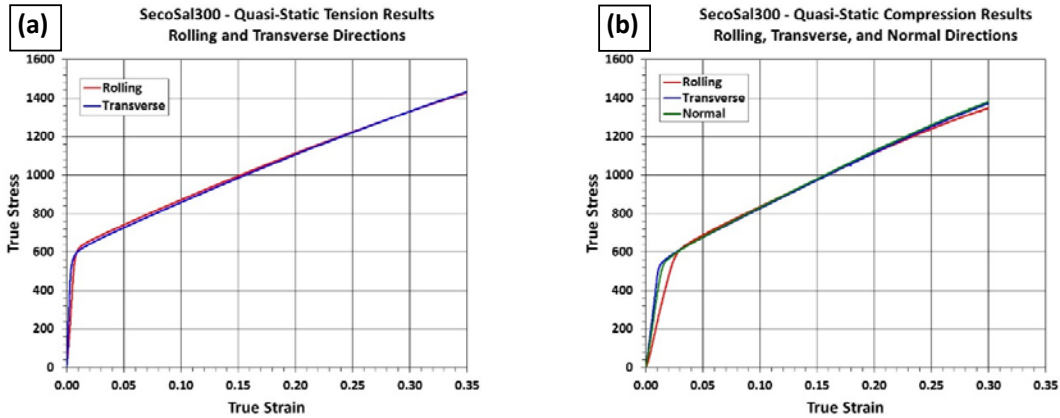 (a)
SecoSal300 - Quasi-Static Tension Results
Rolling and Transverse Directions
1600
1400
1200
1000
800
600
400
200
0
True Stress
Rolling
Transverse
0.00 0.05 0.10 0.15 0.20 0.25 0.30 0.35
True Strain
(b)
SecoSal300 - Quasi-Static Compression Results
Rolling, Transverse, and Normal Directions
1600
1400
1200
1000
800
600
400
200
0
True Stress
Rolling
Transverse
Normal
0.00 0.05 0.10 0.15 0.20 0.25 0.30 0.35
True Strain